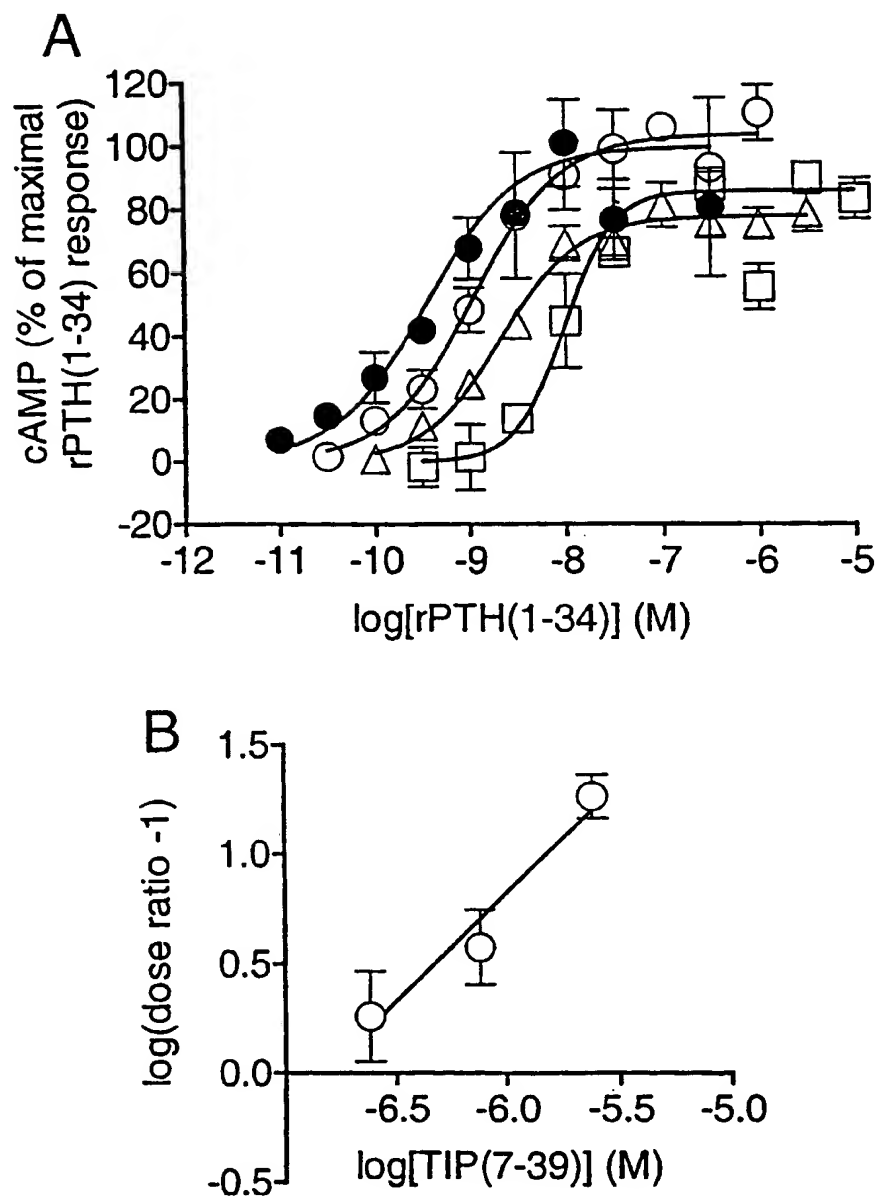 A
cAMP (% of maximal
rPTH(1-34) response)
120
100
80
60
40
20
0
-20
-12 -11 -10 -9 -8 -7 -6 -5
log[rPTH(1-34)] (M)
B
log(dose ratio -1)
1.5
1.0
0.5
0.0
-0.5
-6.5 -6.0 -5.5 -5.0
log[TIP(7-39)] (M)